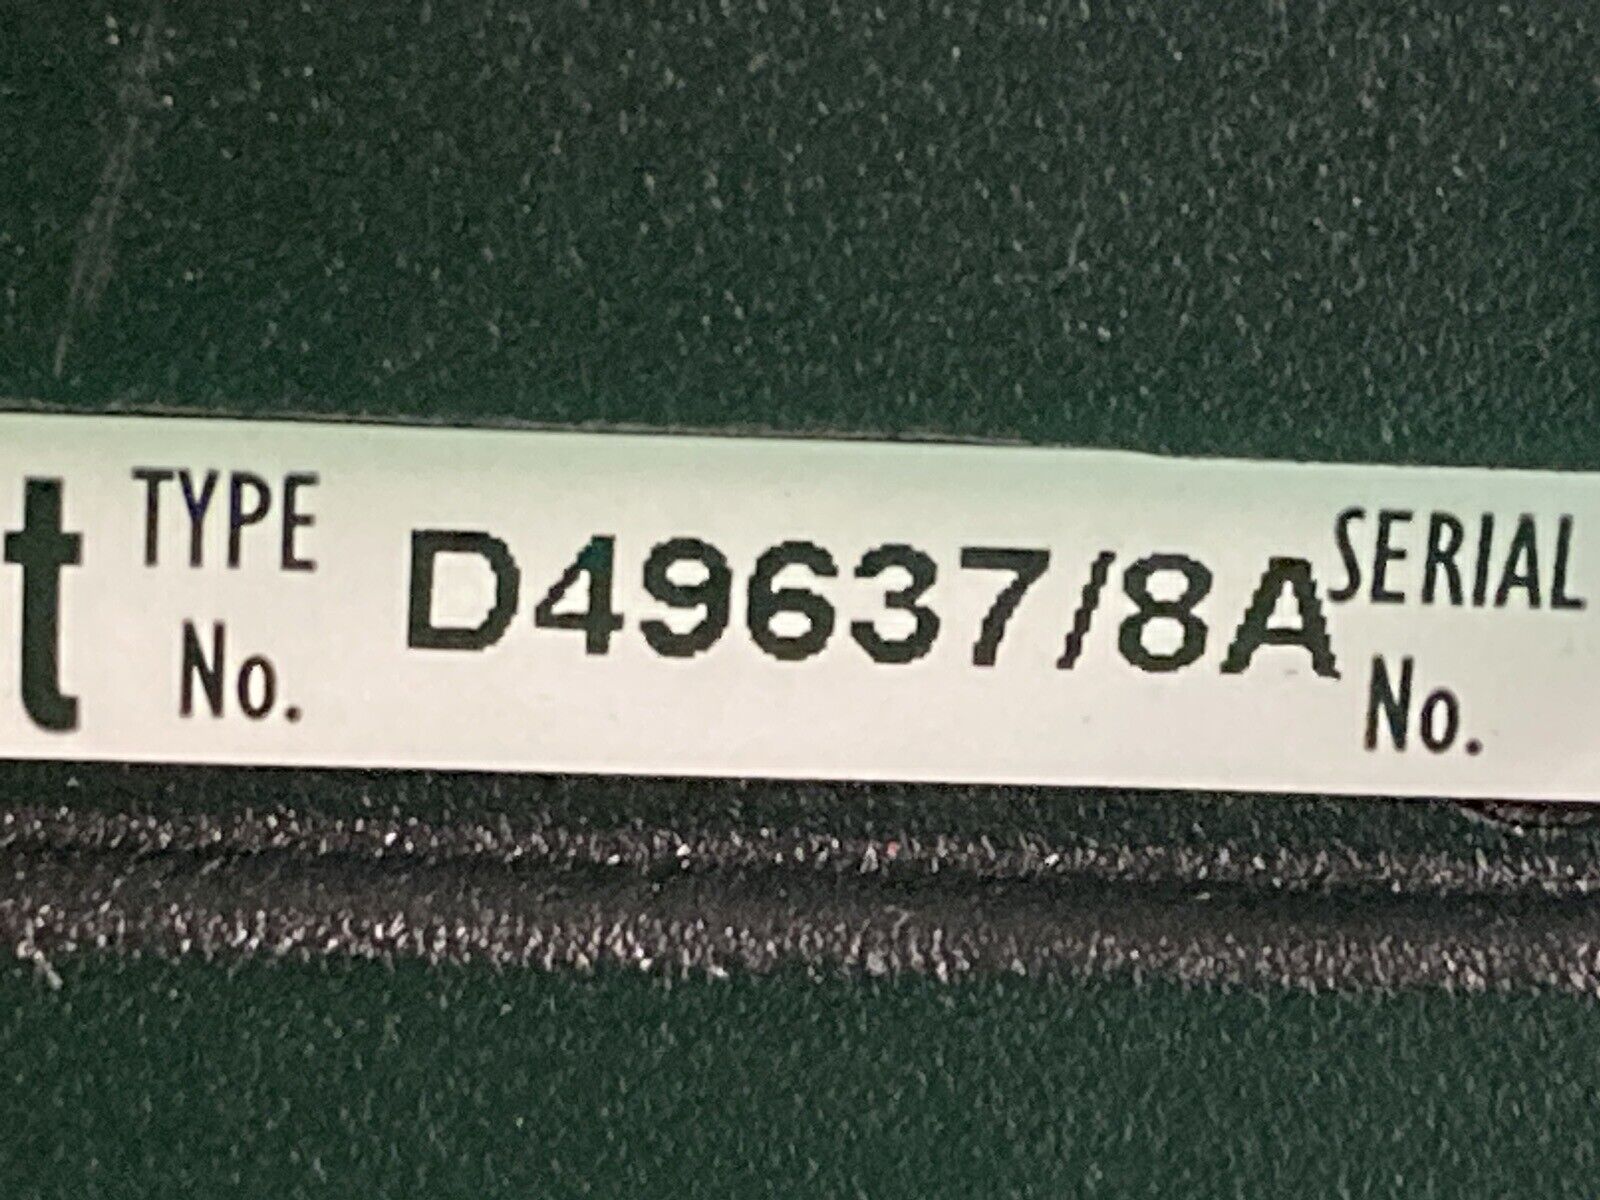 t TYPE No. D49637/8A SERIAL No.